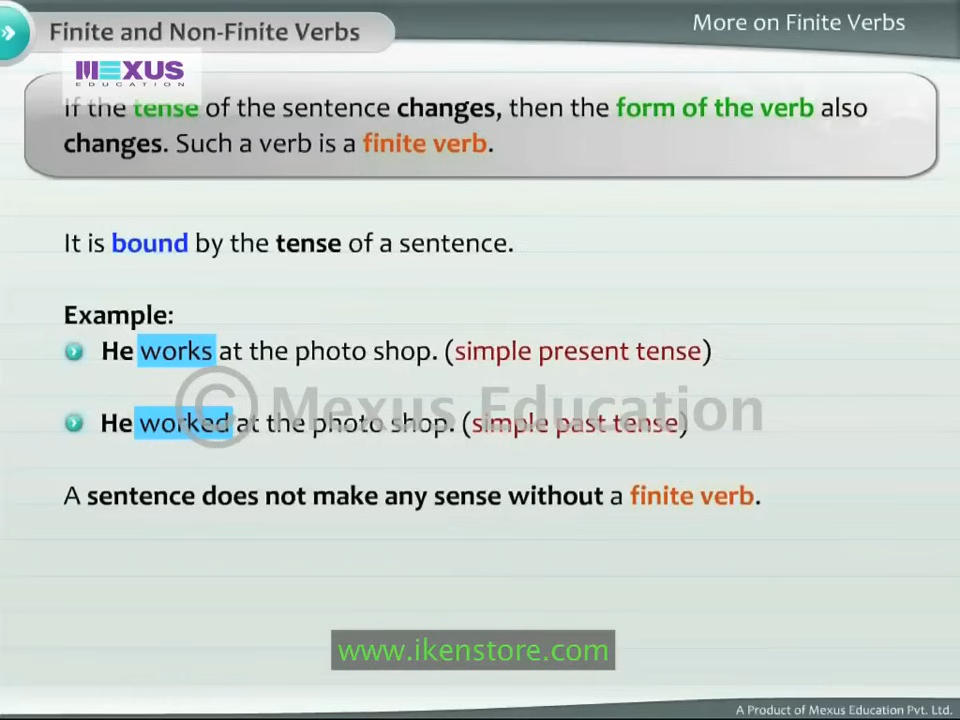 Finite and Non-Finite Verbs
More on Finite Verbs
MEXUS
EDUCATION
If the tense of the sentence changes, then the form of the verb also
changes. Such a verb is a finite verb.
It is bound by the tense of a sentence.
Example:
He works at the photo shop. (simple present tense)
© Mexus Education
He worked at the photo shop. (simple past tense)
A sentence does not make any sense without a finite verb.
www.ikenstore.com
A Product of Mexus Education Pvt. Ltd.